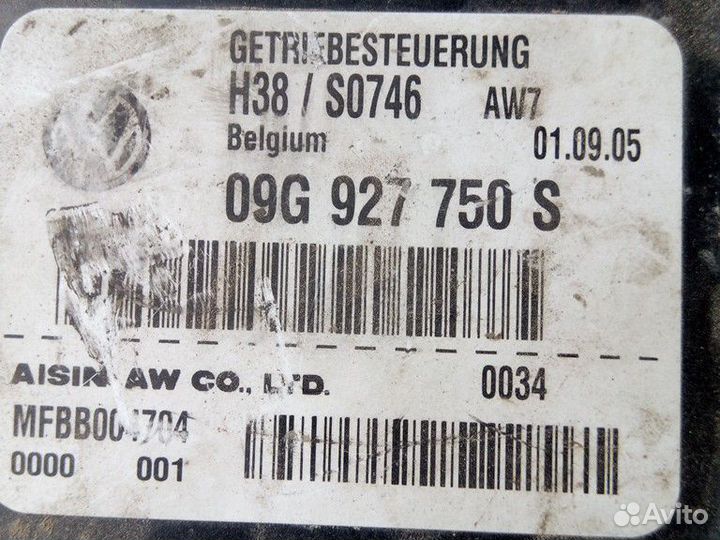 GETRIEBESTEUERUNG
H38 / S0746 AW7
Belgium 01.09.05
09G 927 750 S
AISIN AW CO., LTD. 0034
MFBB004704
0000 001
Avito